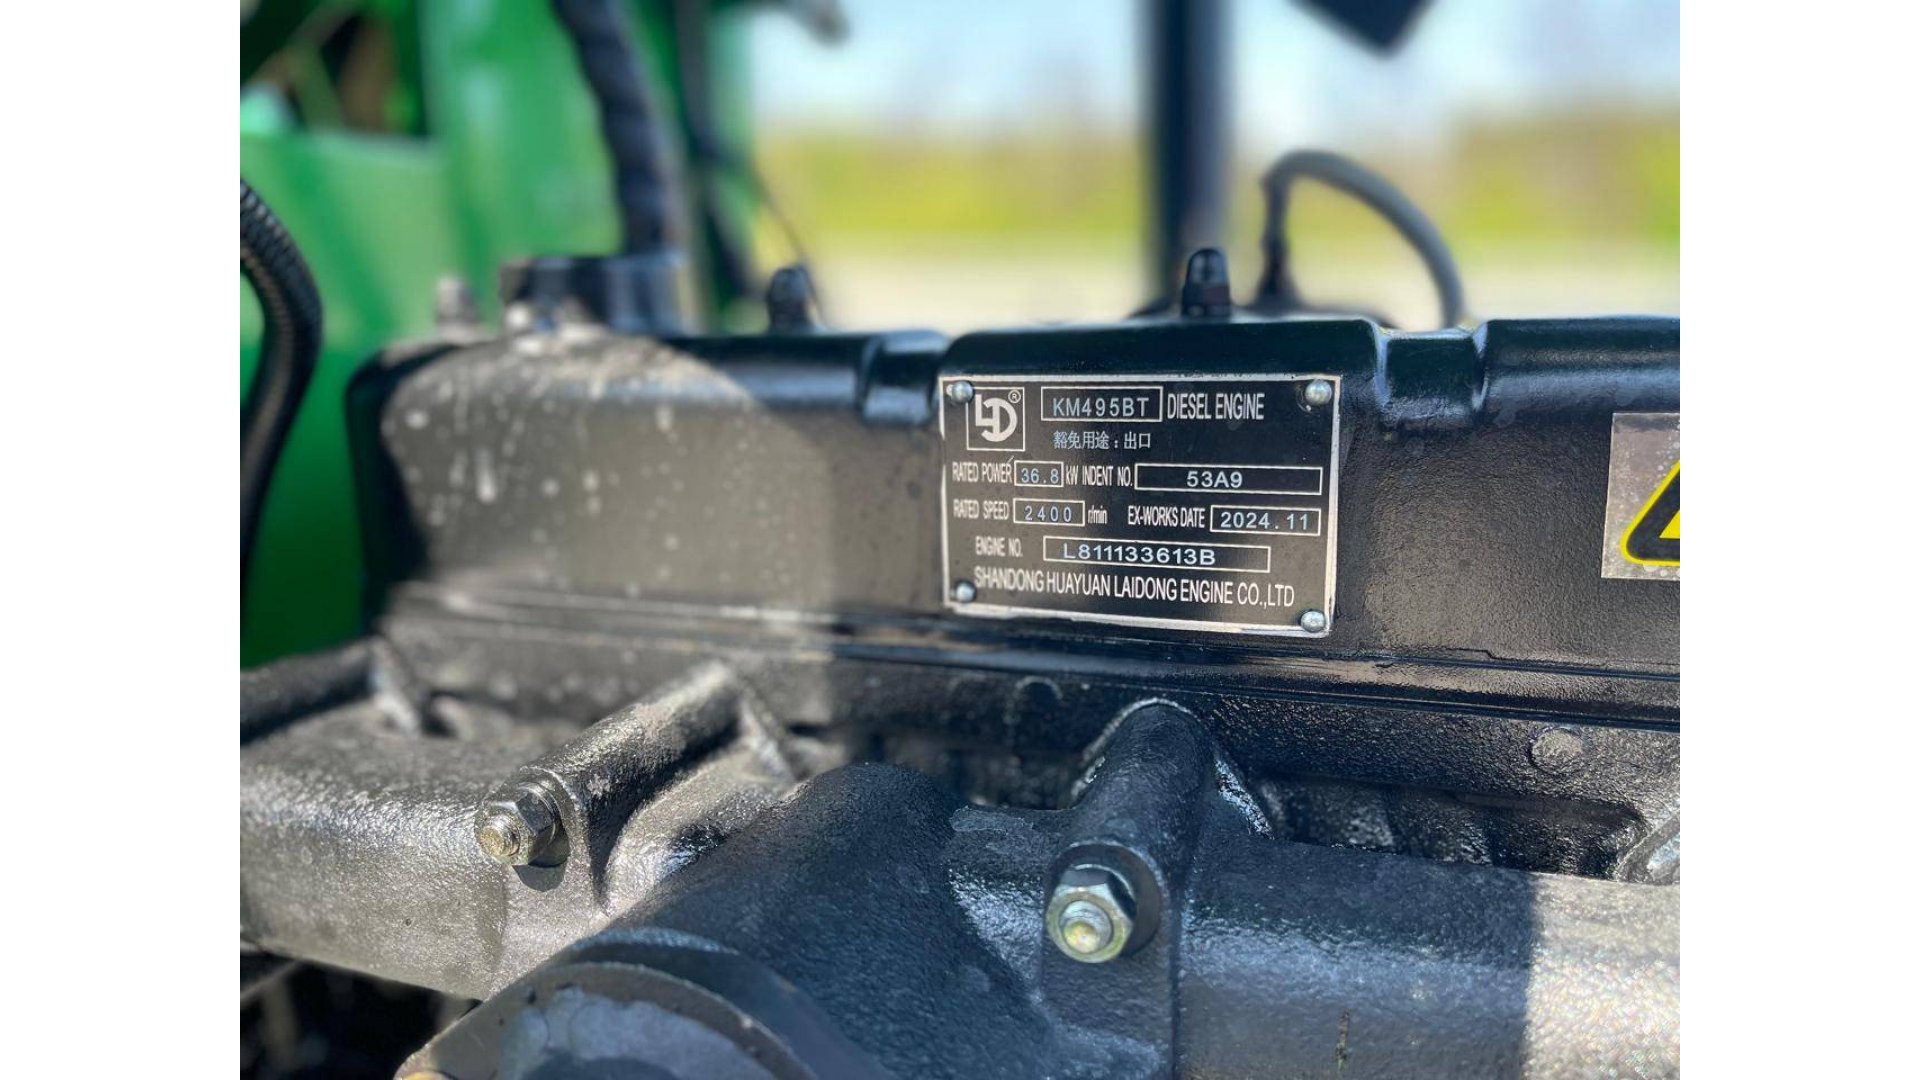 LD® KM495BT DIESEL ENGINE
豁免用途：出口
RATED POWER 36.8 kW INDENT NO. 53A9
RATED SPEED 2400 r/min EX-WORKS DATE 2024.11
ENGINE NO. L811133613B
SHANDONG HUAYUAN LAIDONG ENGINE CO.,LTD